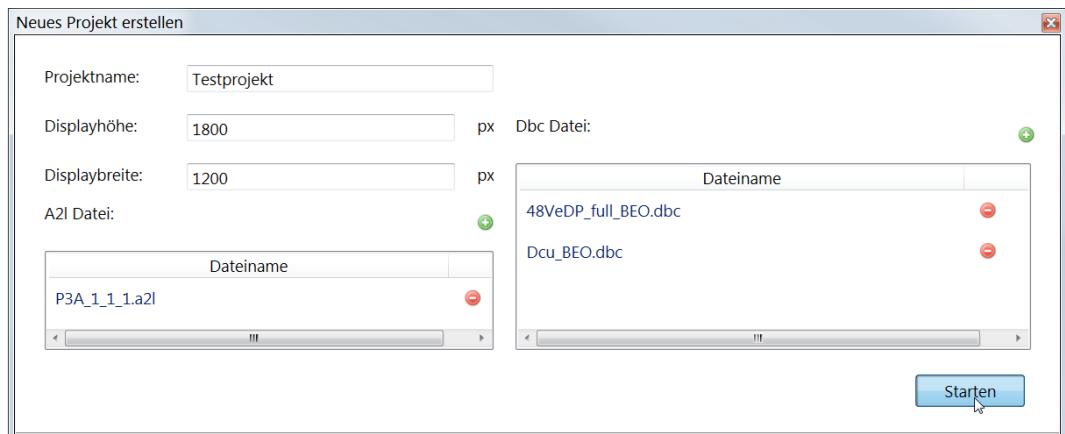 Neues Projekt erstellen
Projektname: Testprojekt
Displayhöhe: 1800 px
Displaybreite: 1200 px
A2l Datei:
Dateiname
P3A_1_1_1.a2l
Dbc Datei:
Dateiname
48VeDP_full_BEO.dbc
Dcu_BEO.dbc
Starten